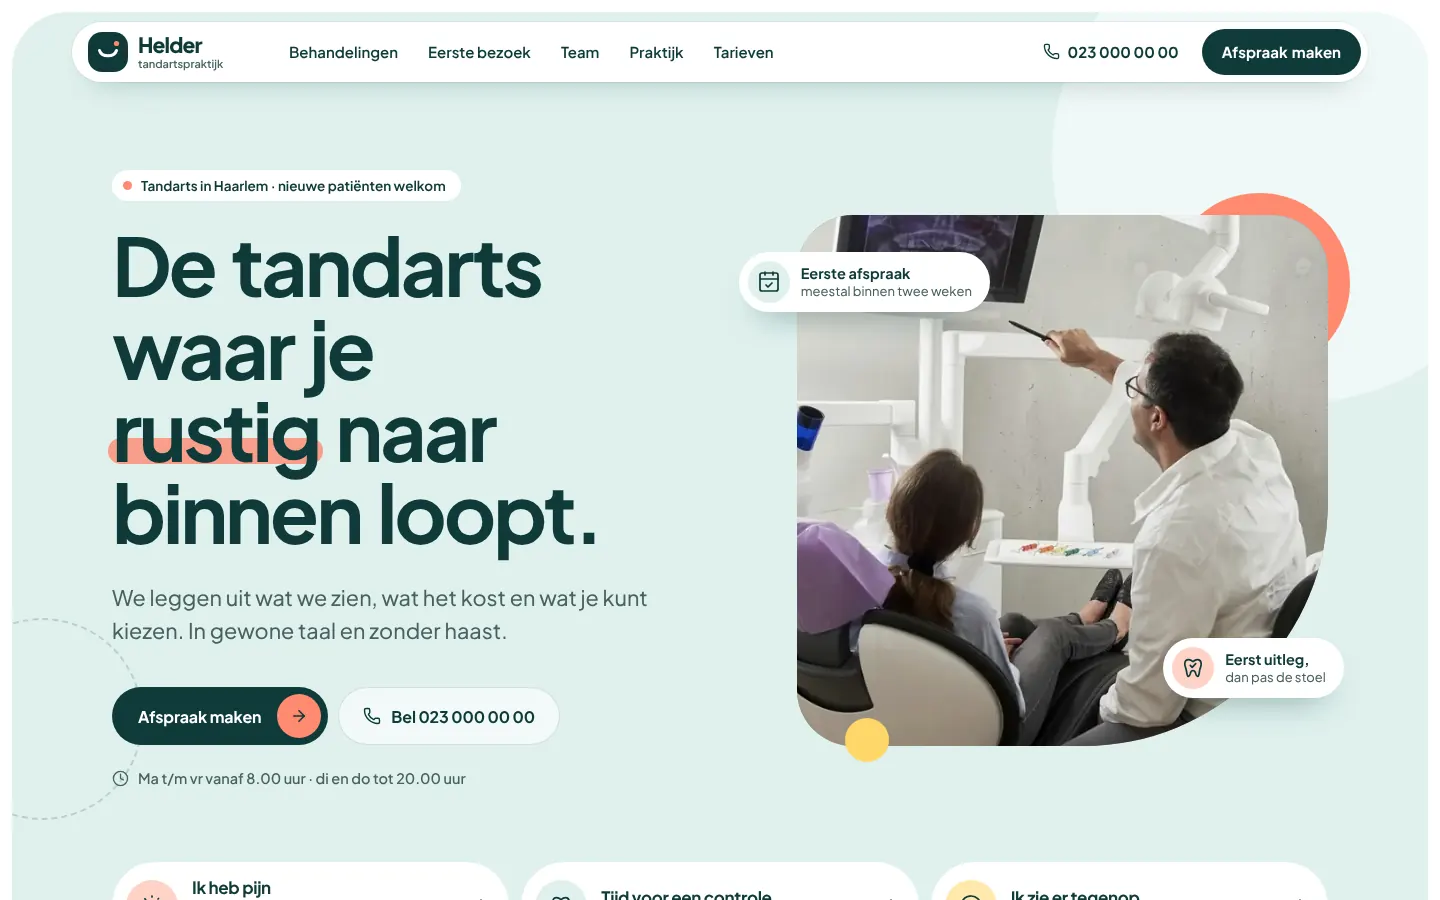 Helder
tandartspraktijk
Behandelingen
Eerste bezoek
Team
Praktijk
Tarieven
023 000 00 00
Afspraak maken
Tandarts in Haarlem · nieuwe patiënten welkom
De tandarts
waar je
rustig naar
binnen loopt.
We leggen uit wat we zien, wat het kost en wat je kunt
kiezen. In gewone taal en zonder haast.
Afspraak maken
Bel 023 000 00 00
Ma t/m vr vanaf 8.00 uur · di en do tot 20.00 uur
Eerste afspraak
meestal binnen twee weken
Eerst uitleg,
dan pas de stoel
Ik heb pijn
Tijd voor een controle
Ik zie er tegenop